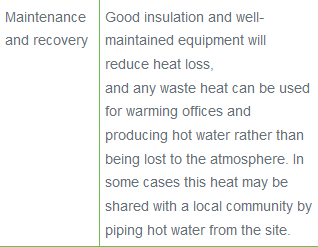 Maintenance
and recovery
Good insulation and well-
maintained equipment will
reduce heat loss,
and any waste heat can be used
for warming offices and
producing hot water rather than
being lost to the atmosphere. In
some cases this heat may be
shared with a local community by
piping hot water from the site.